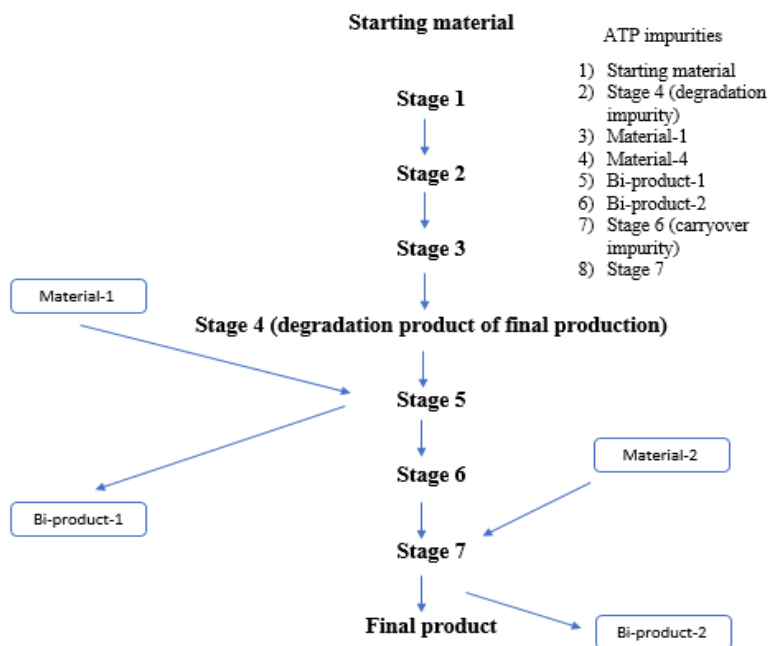 Starting material
ATP impurities
1) Starting material
2) Stage 4 (degradation
impurity)
3) Material-1
4) Material-4
5) Bi-product-1
6) Bi-product-2
7) Stage 6 (carryover
impurity)
8) Stage 7
Stage 1
Stage 2
Stage 3
Material-1
Stage 4 (degradation product of final production)
Stage 5
Material-2
Stage 6
Bi-product-1
Stage 7
Final product
Bi-product-2